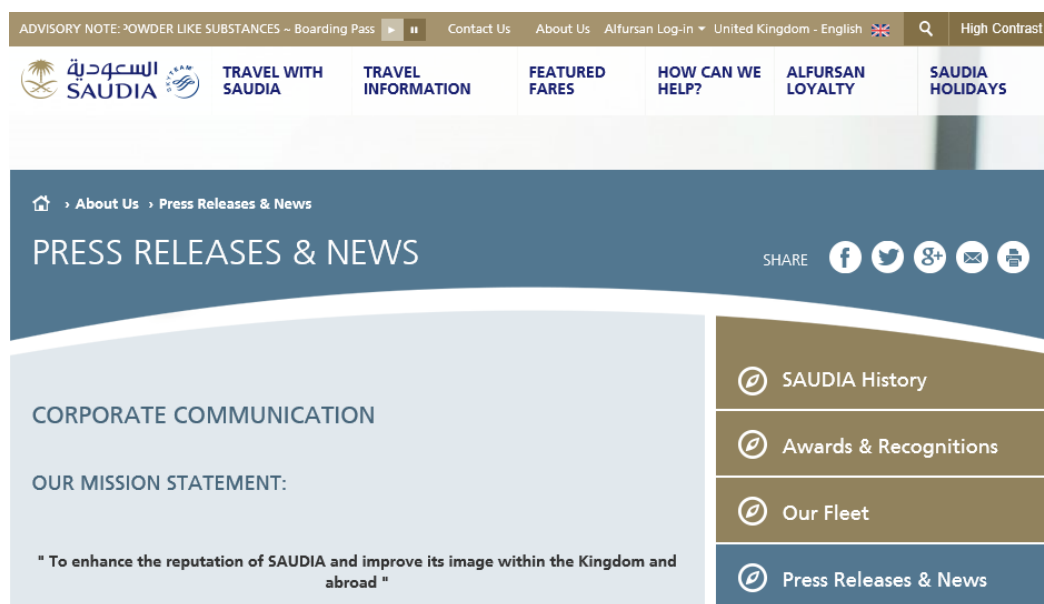 ADVISORY NOTE: POWDER LIKE SUBSTANCES ~ Boarding Pass Contact Us About Us Alfursan Log-in United Kingdom - English High Contrast
السعودية
SAUDIA
SKYTEAM
TRAVEL WITH SAUDIA
TRAVEL INFORMATION
FEATURED FARES
HOW CAN WE HELP?
ALFURSAN LOYALTY
SAUDIA HOLIDAYS
› About Us › Press Releases & News
PRESS RELEASES & NEWS
SHARE
CORPORATE COMMUNICATION
OUR MISSION STATEMENT:
" To enhance the reputation of SAUDIA and improve its image within the Kingdom and
abroad "
SAUDIA History
Awards & Recognitions
Our Fleet
Press Releases & News